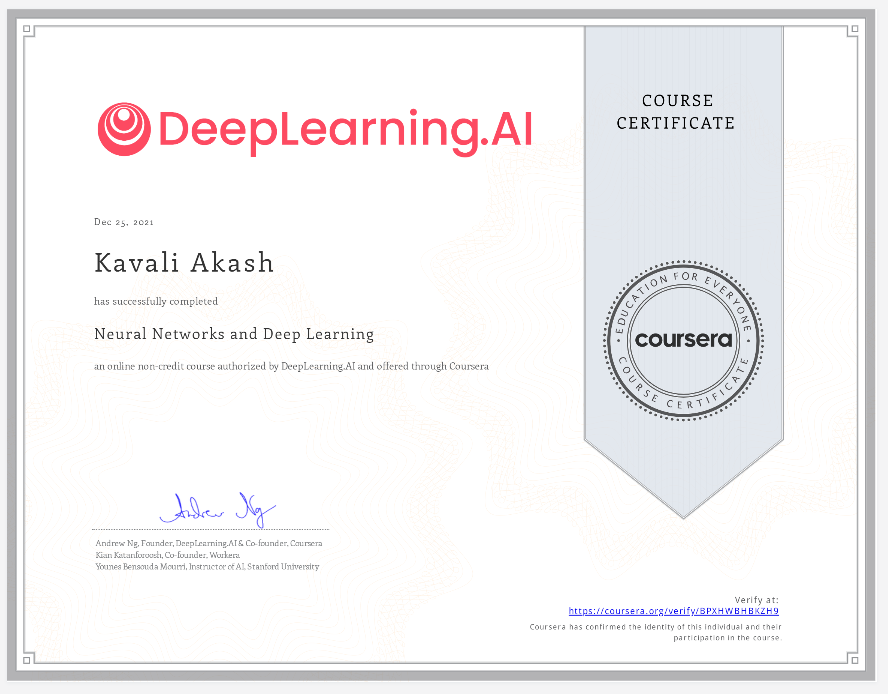 DeepLearning.AI
COURSE
CERTIFICATE
Dec 25, 2021
Kavali Akash
has successfully completed
Neural Networks and Deep Learning
an online non-credit course authorized by DeepLearning.AI and offered through Coursera
EDUCATION FOR EVERYONE
coursera
COURSE CERTIFICATE
Andrew Ng
Andrew Ng, Founder, DeepLearning.AI & Co-founder, Coursera
Kian Katanforoosh, Co-founder, Workera
Younes Bensouda Mourri, Instructor of AI, Stanford University
Verify at:
https://coursera.org/verify/BPXHWBHBKZH9
Coursera has confirmed the identity of this individual and their
participation in the course.